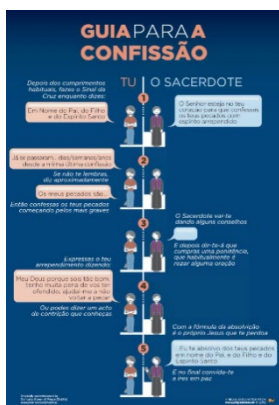 GUIA PARA A
CONFISSÃO
Depois dos cumprimentos
habituais, fazes o Sinal da
Cruz enquanto dizes:
TU
O SACERDOTE
1
Em Nome do Pai, do Filho
e do Espírito Santo
O Senhor esteja no teu
coração para que confesses
os teus pecados com
espírito arrependido
Já se passaram... dias/semanas/anos
desde a minha última confissão
2
Se não te lembras,
diz aproximadamente
Os meus pecados são...
Então confessas os teus pecados
começando pelos mais graves
3
O Sacerdote vai-te
dando alguns conselhos
E depois dir-te-á que
cumpras uma penitência,
que habitualmente é
rezar alguma oração
Expressas o teu
arrependimento dizendo:
4
Meu Deus porque sois tão bom,
tenho muita pena de vos ter
ofendido, ajudai-me a não
voltar a pecar
Ou podes dizer um acto
de contrição que conheças
Com a fórmula da absolvição
é o próprio Jesus que te perdoa
5
Eu te absolvo dos teus pecados
em nome do Pai, e do Filho e do
Espírito Santo
E no final convida-te
a ires em paz